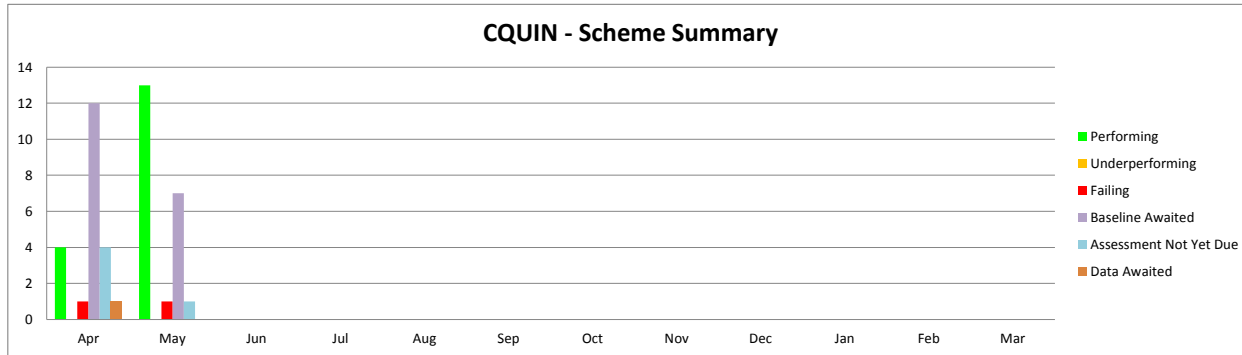 CQUIN - Scheme Summary
14
12
10
8
6
4
2
0
Apr May Jun Jul Aug Sep Oct Nov Dec Jan Feb Mar
Performing
Underperforming
Failing
Baseline Awaited
Assessment Not Yet Due
Data Awaited